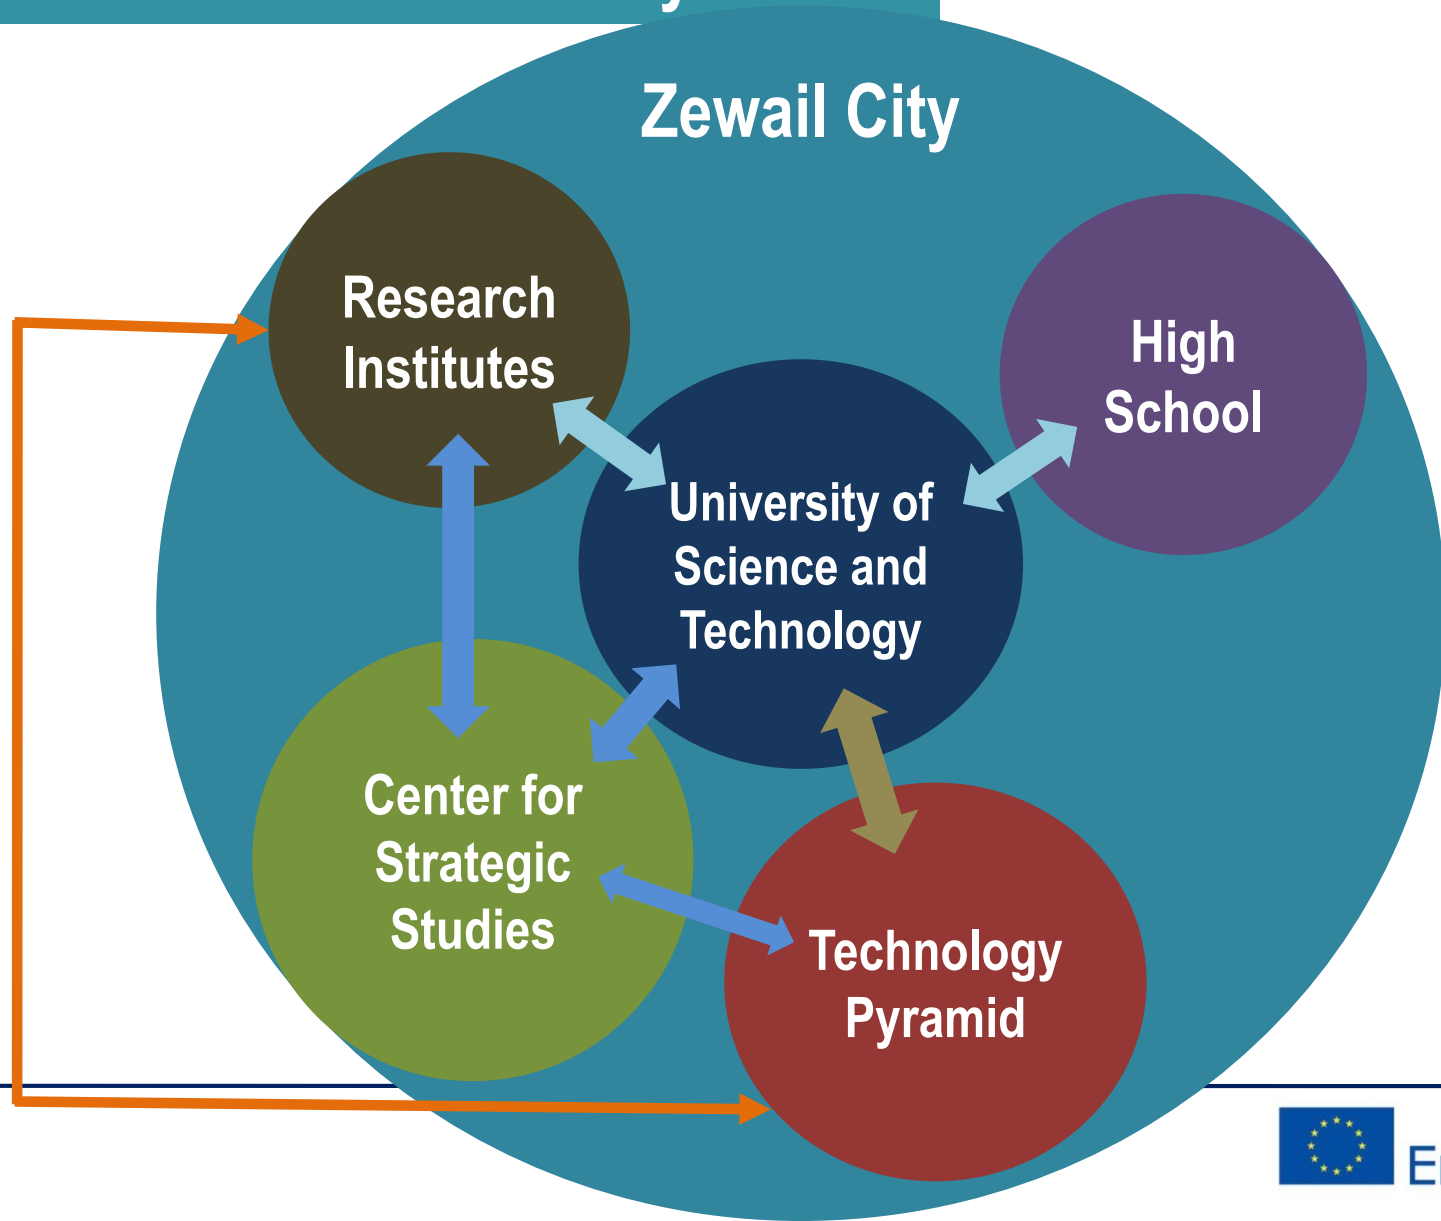 Zewail City
Research
Institutes
High
School
University of
Science and
Technology
Center for
Strategic
Studies
Technology
Pyramid